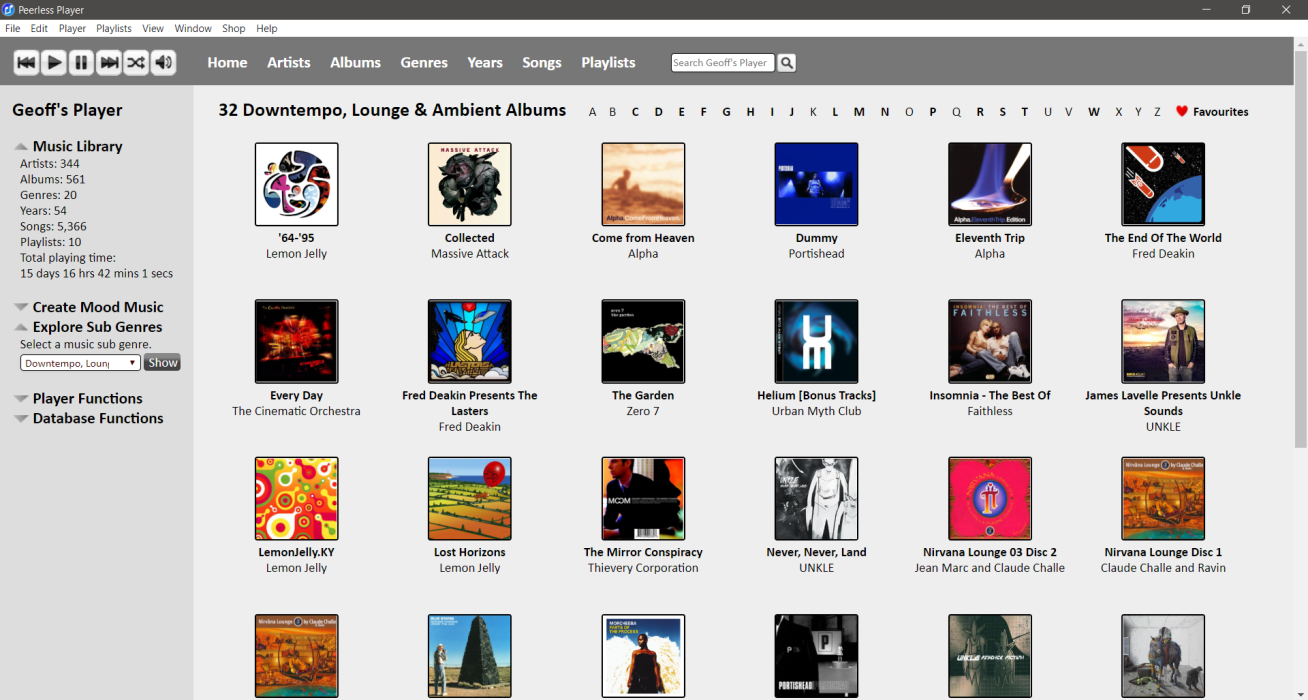 Peerless Player
File Edit Player Playlists View Window Shop Help
Home Artists Albums Genres Years Songs Playlists
Search Geoff's Player
Geoff's Player
Music Library
Artists: 344
Albums: 561
Genres: 20
Years: 54
Songs: 5,366
Playlists: 10
Total playing time:
15 days 16 hrs 42 mins 1 secs
Create Mood Music
Explore Sub Genres
Select a music sub genre.
Downtempo, Loung
Show
Player Functions
Database Functions
32 Downtempo, Lounge & Ambient Albums
A B C D E F G H I J K L M N O P Q R S T U V W X Y Z
Favourites
MASSIVE ATTACK
Alpha.ComeFromHeaven.
PORTISHEAD
Alpha.EleventhTrip.Edition
'64-'95
Lemon Jelly
Collected
Massive Attack
Come from Heaven
Alpha
Dummy
Portishead
Eleventh Trip
Alpha
The End Of The World
Fred Deakin
LASTERS
zero 7
the garden
INSOMNIA - THE BEST OF
FAITHLESS
Every Day
The Cinematic Orchestra
Fred Deakin Presents The
Lasters
Fred Deakin
The Garden
Zero 7
Helium [Bonus Tracks]
Urban Myth Club
Insomnia - The Best Of
Faithless
James Lavelle Presents Unkle
Sounds
UNKLE
UNKLE
NIRVANA
Nirvana Lounge by Claude Challe
LemonJelly.KY
Lemon Jelly
Lost Horizons
Lemon Jelly
The Mirror Conspiracy
Thievery Corporation
Never, Never, Land
UNKLE
Nirvana Lounge 03 Disc 2
Jean Marc and Claude Challe
Nirvana Lounge Disc 1
Claude Challe and Ravin
Nirvana Lounge by Claude Challe
MORCHEEBA
PARTS OF
THE PROCESS
P
PORTISHEAD
UNKLE